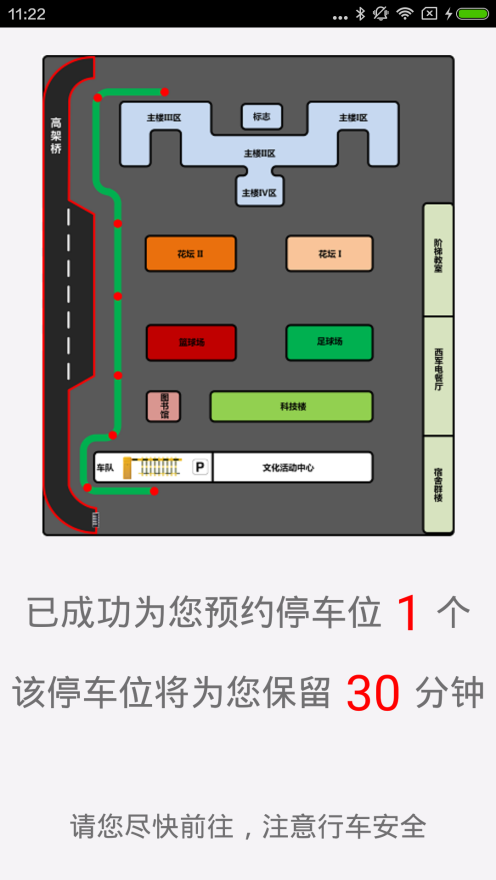 11:22
高架桥
主楼III区
标志
主楼I区
主楼II区
主楼IV区
花坛 II
花坛 I
阶梯教室
篮球场
足球场
西军电餐厅
图书馆
科技楼
车队
P
文化活动中心
宿舍群楼
已成功为您预约停车位 1 个
该停车位将为您保留 30 分钟
请您尽快前往，注意行车安全